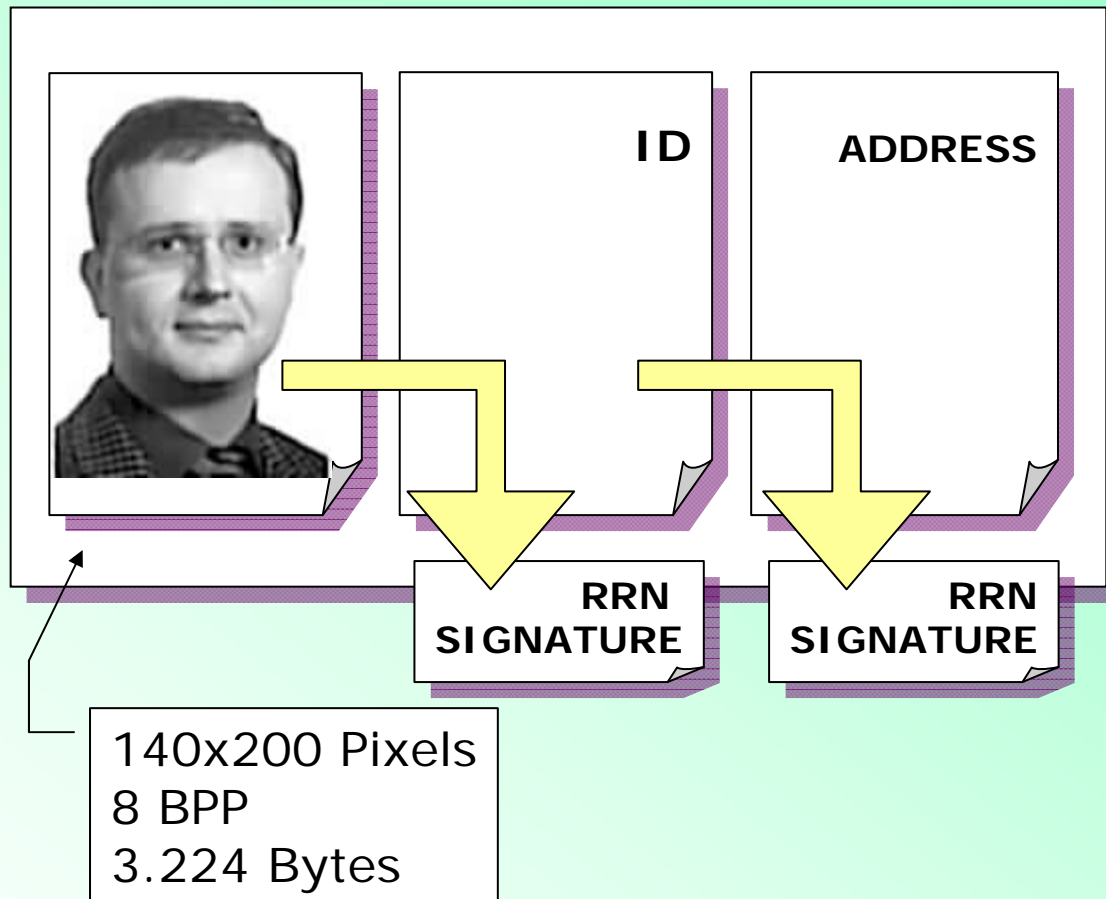 ID
ADDRESS
RRN
SIGNATURE
RRN
SIGNATURE
140x200 Pixels
8 BPP
3.224 Bytes